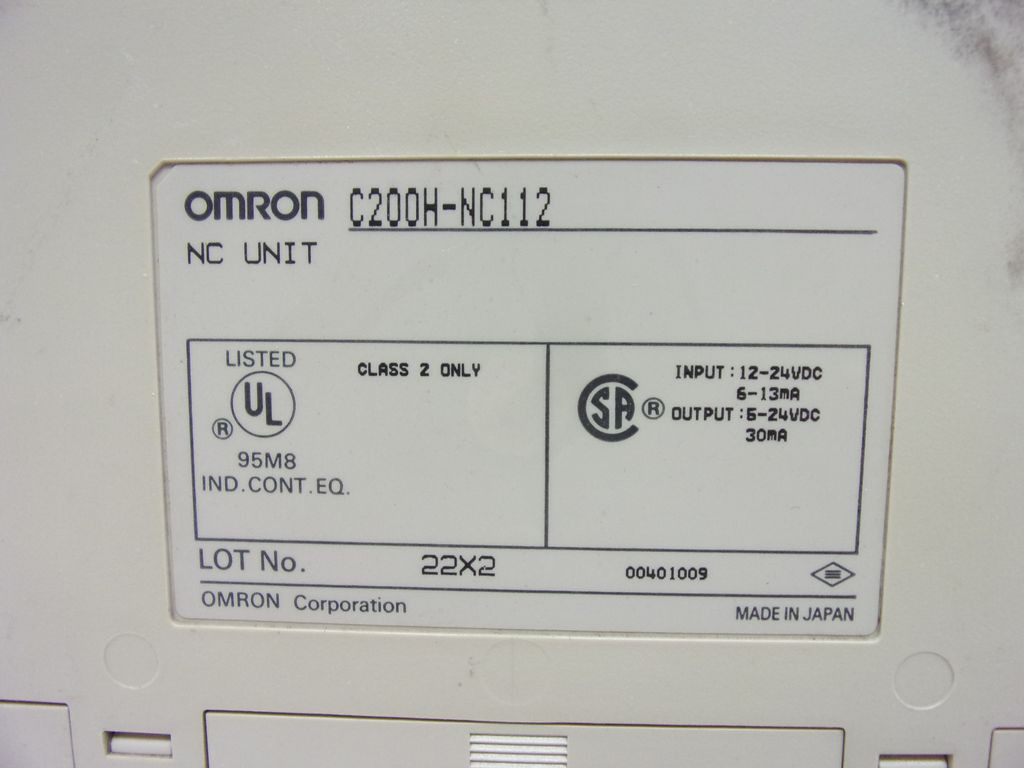 OMRON C200H-NC112
NC UNIT
LISTED
UL
®
95M8
IND.CONT.EQ.
CLASS 2 ONLY
SA ®
INPUT : 12-24VDC
6-13mA
OUTPUT : 5-24VDC
30mA
LOT No. 22X2 00401009
OMRON Corporation MADE IN JAPAN